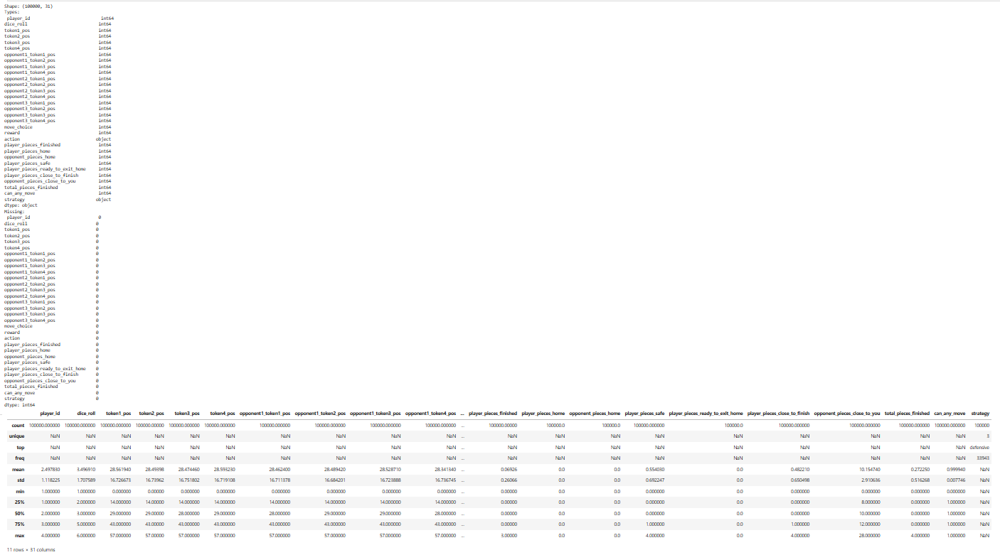 Shape: (100000, 31)
Types:
player_id int64
dice_roll int64
token1_pos int64
token2_pos int64
token3_pos int64
token4_pos int64
opponent1_token1_pos int64
opponent1_token2_pos int64
opponent1_token3_pos int64
opponent1_token4_pos int64
opponent2_token1_pos int64
opponent2_token2_pos int64
opponent2_token3_pos int64
opponent2_token4_pos int64
opponent3_token1_pos int64
opponent3_token2_pos int64
opponent3_token3_pos int64
opponent3_token4_pos int64
move_choice int64
reward int64
action object
player_pieces_finished int64
player_pieces_home int64
opponent_pieces_home int64
player_pieces_safe int64
player_pieces_ready_to_exit_home int64
player_pieces_close_to_finish int64
opponent_pieces_close_to_you int64
total_pieces_finished int64
can_any_move int64
strategy object
dtype: object
Missing:
player_id 0
dice_roll 0
token1_pos 0
token2_pos 0
token3_pos 0
token4_pos 0
opponent1_token1_pos 0
opponent1_token2_pos 0
opponent1_token3_pos 0
opponent1_token4_pos 0
opponent2_token1_pos 0
opponent2_token2_pos 0
opponent2_token3_pos 0
opponent2_token4_pos 0
opponent3_token1_pos 0
opponent3_token2_pos 0
opponent3_token3_pos 0
opponent3_token4_pos 0
move_choice 0
reward 0
action 0
player_pieces_finished 0
player_pieces_home 0
opponent_pieces_home 0
player_pieces_safe 0
player_pieces_ready_to_exit_home 0
player_pieces_close_to_finish 0
opponent_pieces_close_to_you 0
total_pieces_finished 0
can_any_move 0
strategy 0
dtype: int64
player_id dice_roll token1_pos token2_pos token3_pos token4_pos opponent1_token1_pos opponent1_token2_pos opponent1_token3_pos opponent1_token4_pos ... player_pieces_finished player_pieces_home opponent_pieces_home player_pieces_safe player_pieces_ready_to_exit_home player_pieces_close_to_finish opponent_pieces_close_to_you total_pieces_finished can_any_move strategy
count 100000.000000 100000.000000 100000.000000 100000.00000 100000.000000 100000.000000 100000.000000 100000.000000 100000.000000 100000.000000 ... 100000.00000 100000.0 100000.0 100000.000000 100000.0 100000.000000 100000.000000 100000.000000 100000.000000 100000
unique NaN NaN NaN NaN NaN NaN NaN NaN NaN NaN ... NaN NaN NaN NaN NaN NaN NaN NaN NaN 3
top NaN NaN NaN NaN NaN NaN NaN NaN NaN NaN ... NaN NaN NaN NaN NaN NaN NaN NaN NaN defensive
freq NaN NaN NaN NaN NaN NaN NaN NaN NaN NaN ... NaN NaN NaN NaN NaN NaN NaN NaN NaN 33943
mean 2.497830 3.496910 28.561940 28.49398 28.474460 28.593230 28.462400 28.489420 28.528710 28.341340 ... 0.06926 0.0 0.0 0.554030 0.0 0.482210 10.154740 0.272250 0.999940 NaN
std 1.118225 1.707589 16.726673 16.73962 16.751802 16.719108 16.711378 16.684201 16.723888 16.736745 ... 0.26066 0.0 0.0 0.692247 0.0 0.650498 2.910636 0.516268 0.007746 NaN
min 1.000000 1.000000 0.000000 0.00000 0.000000 0.000000 0.000000 0.000000 0.000000 0.000000 ... 0.00000 0.0 0.0 0.000000 0.0 0.000000 0.000000 0.000000 0.000000 NaN
25% 1.000000 2.000000 14.000000 14.00000 14.000000 14.000000 14.000000 14.000000 14.000000 14.000000 ... 0.00000 0.0 0.0 0.000000 0.0 0.000000 8.000000 0.000000 1.000000 NaN
50% 2.000000 3.000000 29.000000 29.00000 28.000000 29.000000 28.000000 29.000000 29.000000 28.000000 ... 0.00000 0.0 0.0 0.000000 0.0 0.000000 10.000000 0.000000 1.000000 NaN
75% 3.000000 5.000000 43.000000 43.00000 43.000000 43.000000 43.000000 43.000000 43.000000 43.000000 ... 0.00000 0.0 0.0 1.000000 0.0 1.000000 12.000000 0.000000 1.000000 NaN
max 4.000000 6.000000 57.000000 57.00000 57.000000 57.000000 57.000000 57.000000 57.000000 57.000000 ... 3.00000 0.0 0.0 4.000000 0.0 4.000000 28.000000 4.000000 1.000000 NaN
11 rows × 31 columns